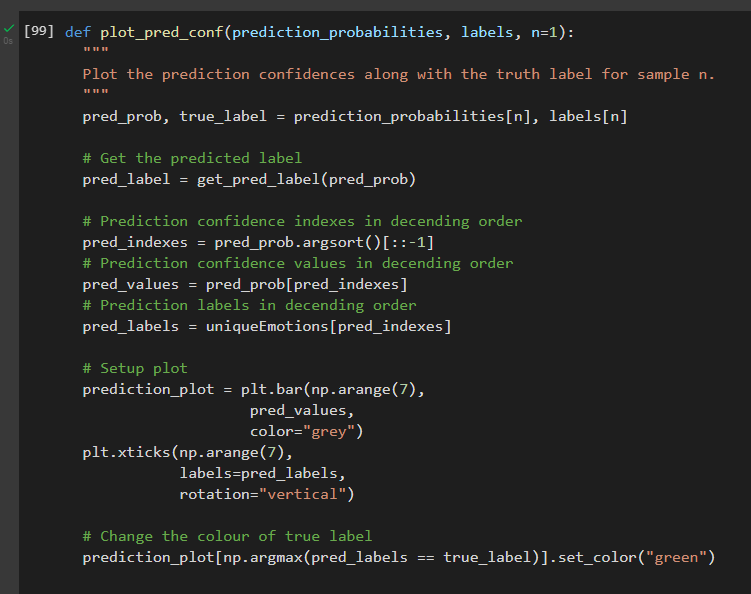 [99] def plot_pred_conf(prediction_probabilities, labels, n=1):
"""
Plot the prediction confidences along with the truth label for sample n.
"""
pred_prob, true_label = prediction_probabilities[n], labels[n]
# Get the predicted label
pred_label = get_pred_label(pred_prob)
# Prediction confidence indexes in decending order
pred_indexes = pred_prob.argsort()[::-1]
# Prediction confidence values in decending order
pred_values = pred_prob[pred_indexes]
# Prediction labels in decending order
pred_labels = uniqueEmotions[pred_indexes]
# Setup plot
prediction_plot = plt.bar(np.arange(7),
pred_values,
color="grey")
plt.xticks(np.arange(7),
labels=pred_labels,
rotation="vertical")
# Change the colour of true label
prediction_plot[np.argmax(pred_labels == true_label)].set_color("green")
0s